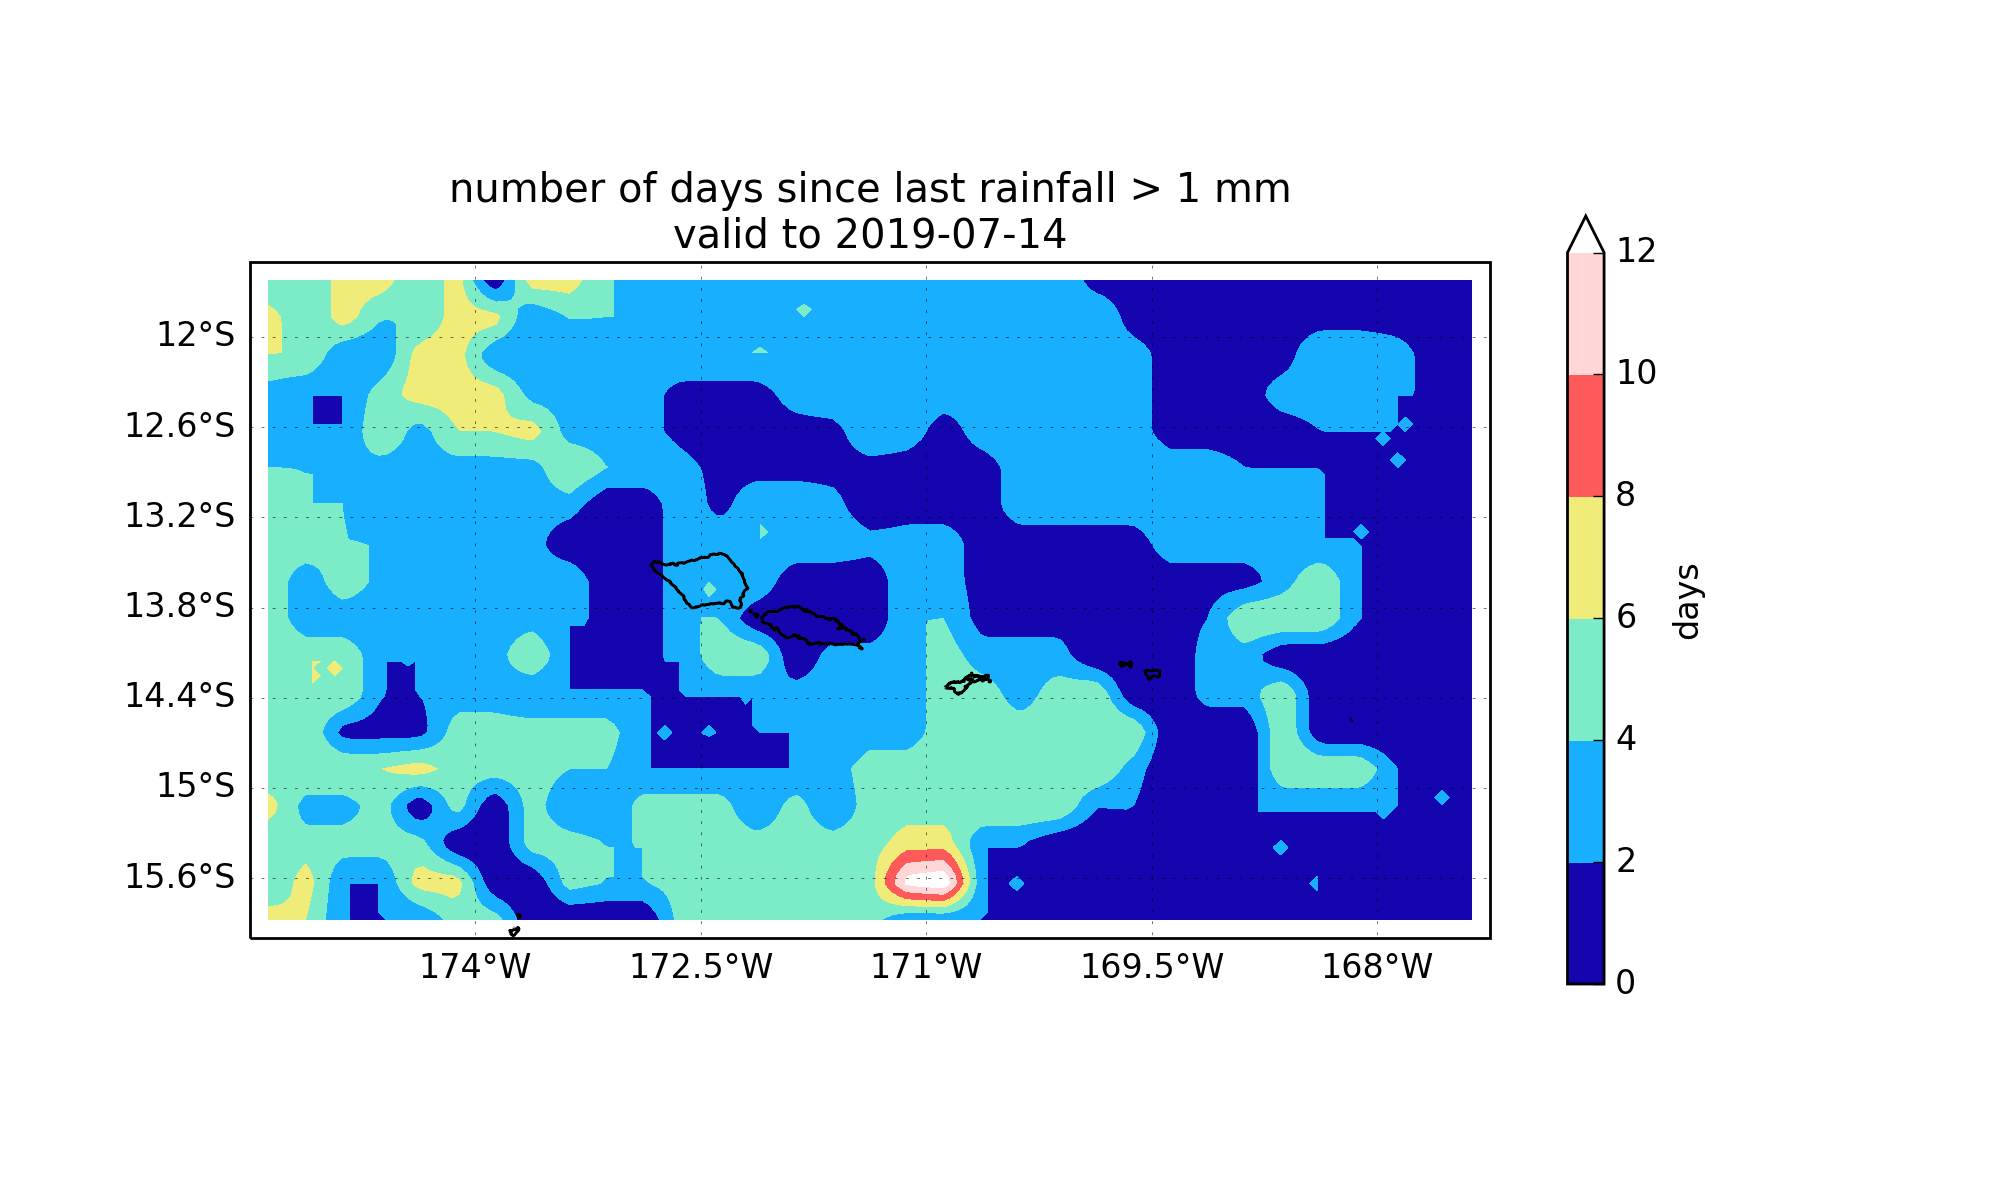 number of days since last rainfall > 1 mm
valid to 2019-07-14
12°S
12.6°S
13.2°S
13.8°S
14.4°S
15°S
15.6°S
174°W
172.5°W
171°W
169.5°W
168°W
12
10
8
6
4
2
0
days